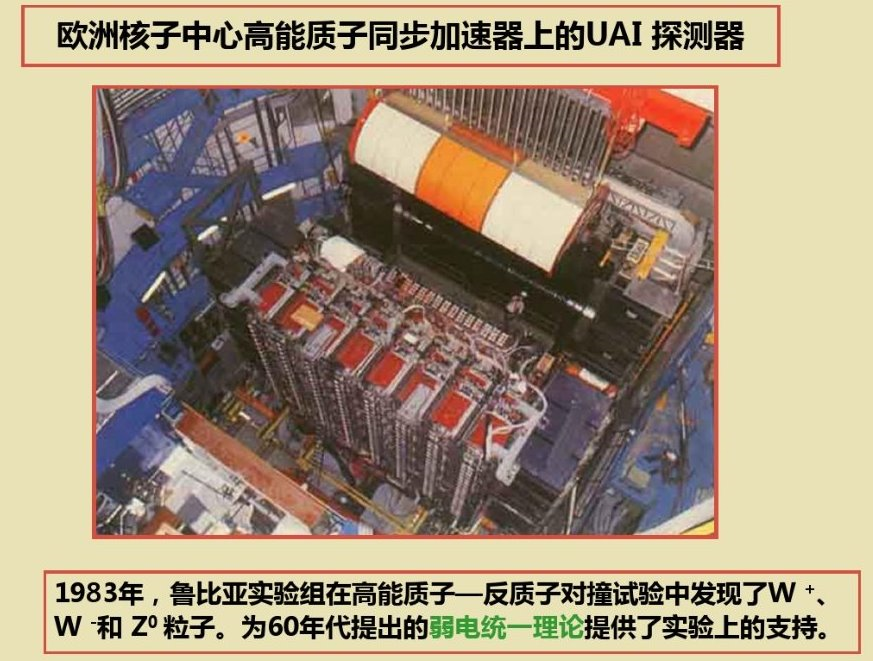 欧洲核子中心高能质子同步加速器上的UAI 探测器
1983年，鲁比亚实验组在高能质子—反质子对撞试验中发现了W ⁺、
W ⁻和 Z⁰ 粒子。为60年代提出的弱电统一理论提供了实验上的支持。